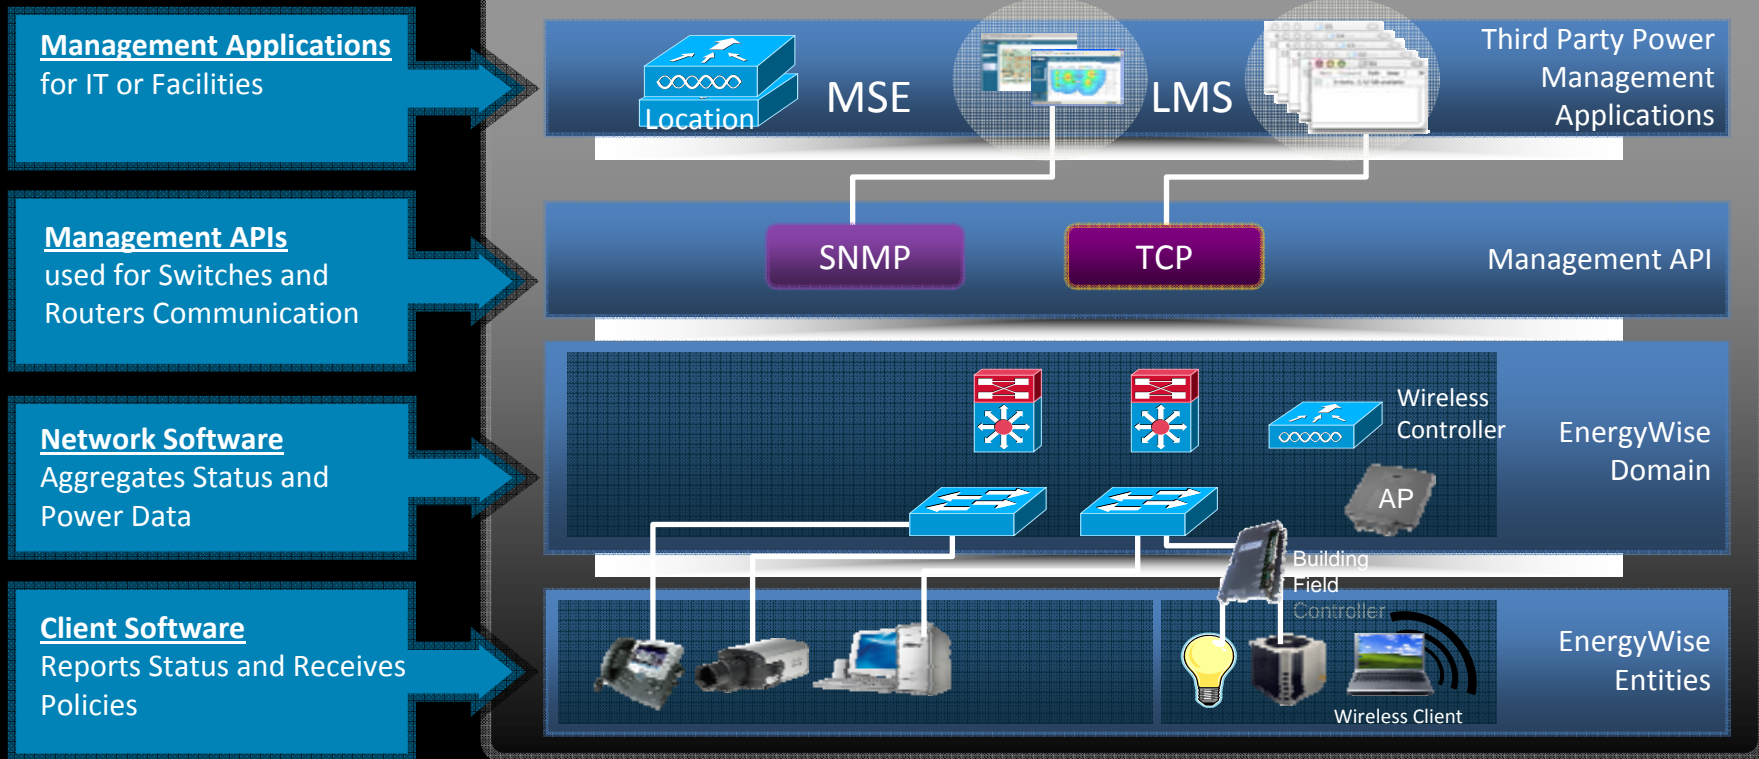 Management Applications
for IT or Facilities
Location
MSE
LMS
Third Party Power
Management
Applications
Management APIs
used for Switches and
Routers Communication
SNMP
TCP
Management API
Network Software
Aggregates Status and
Power Data
Wireless
Controller
AP
EnergyWise
Domain
Building
Field
Controller
Client Software
Reports Status and Receives
Policies
Wireless Client
EnergyWise
Entities